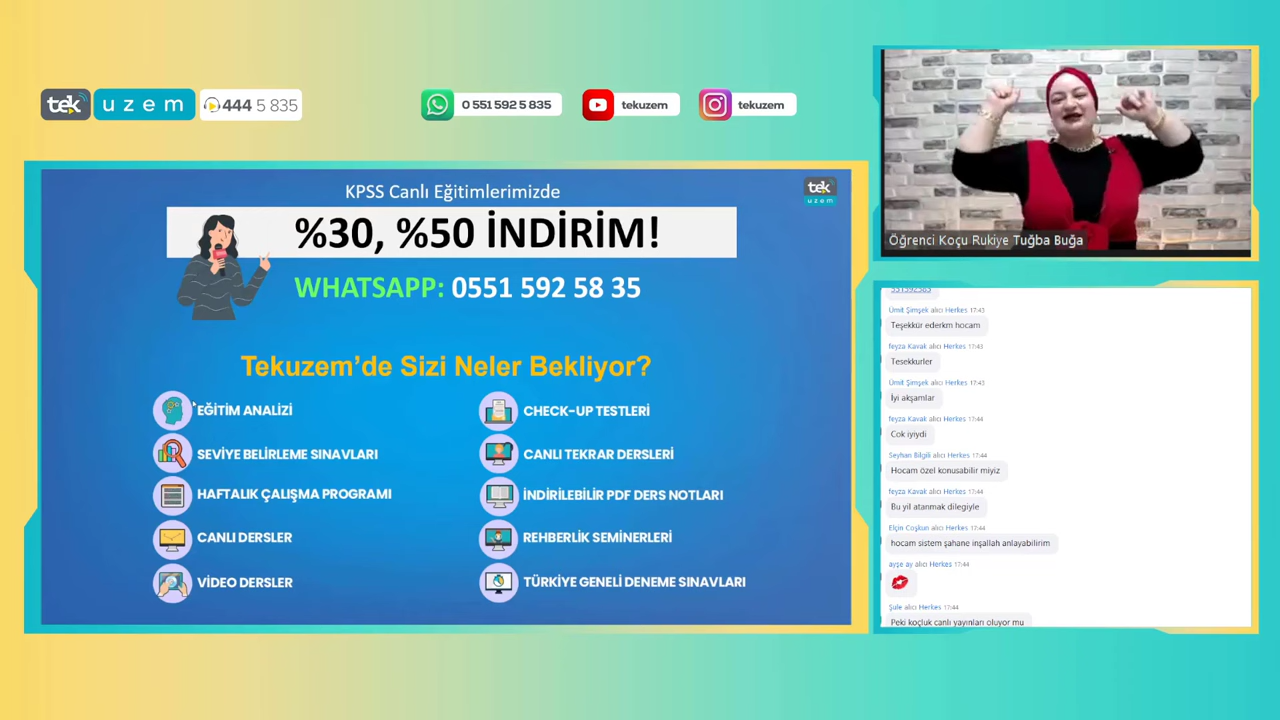 tek uzem 444 5 835
0 551 592 5 835
tekuzem
tekuzem
KPSS Canlı Eğitimlerimizde
tek uzem
%30, %50 İNDİRİM!
WHATSAPP: 0551 592 58 35
Tekuzem’de Sizi Neler Bekliyor?
EĞİTİM ANALİZİ
SEVİYE BELİRLEME SINAVLARI
HAFTALIK ÇALIŞMA PROGRAMI
CANLI DERSLER
VİDEO DERSLER
CHECK-UP TESTLERİ
CANLI TEKRAR DERSLERİ
İNDİRİLEBİLİR PDF DERS NOTLARI
REHBERLİK SEMİNERLERİ
TÜRKİYE GENELİ DENEME SINAVLARI
Öğrenci Koçu Rukiye Tuğba Buğa
Ümit Şimşek alıcı Herkes 17:43
Teşekkür ederkm hocam
feyza Kavak alıcı Herkes 17:43
Tesekkurler
Ümit Şimşek alıcı Herkes 17:43
İyi akşamlar
feyza Kavak alıcı Herkes 17:44
Cok iyiydi
Seyhan Bilgili alıcı Herkes 17:44
Hocam özel konusabilir miyiz
feyza Kavak alıcı Herkes 17:44
Bu yil atanmak dilegiyle
Elçin Coşkun alıcı Herkes 17:44
hocam sistem şahane inşallah anlayabilirim
ayşe ay alıcı Herkes 17:44
Şule alıcı Herkes 17:44
Peki koçluk canlı yayınları oluyor mu